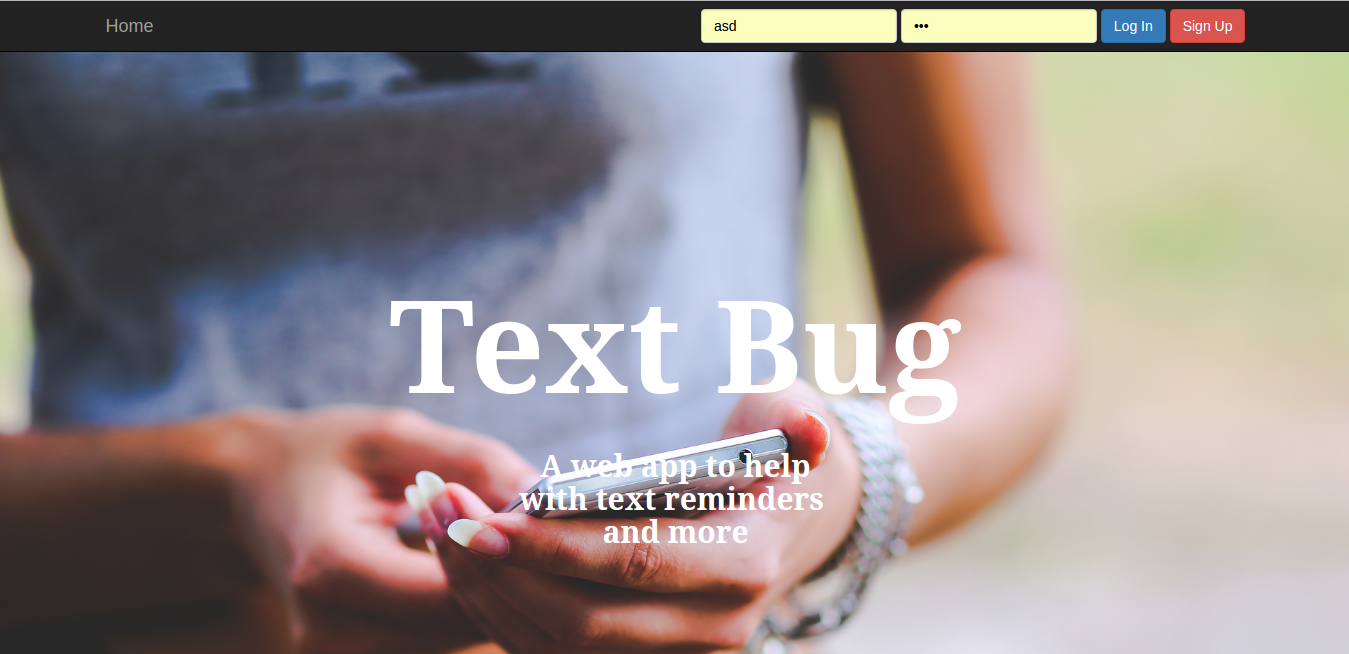 Home
asd
•••
Log In
Sign Up
Text Bug
A web app to help
with text reminders
and more